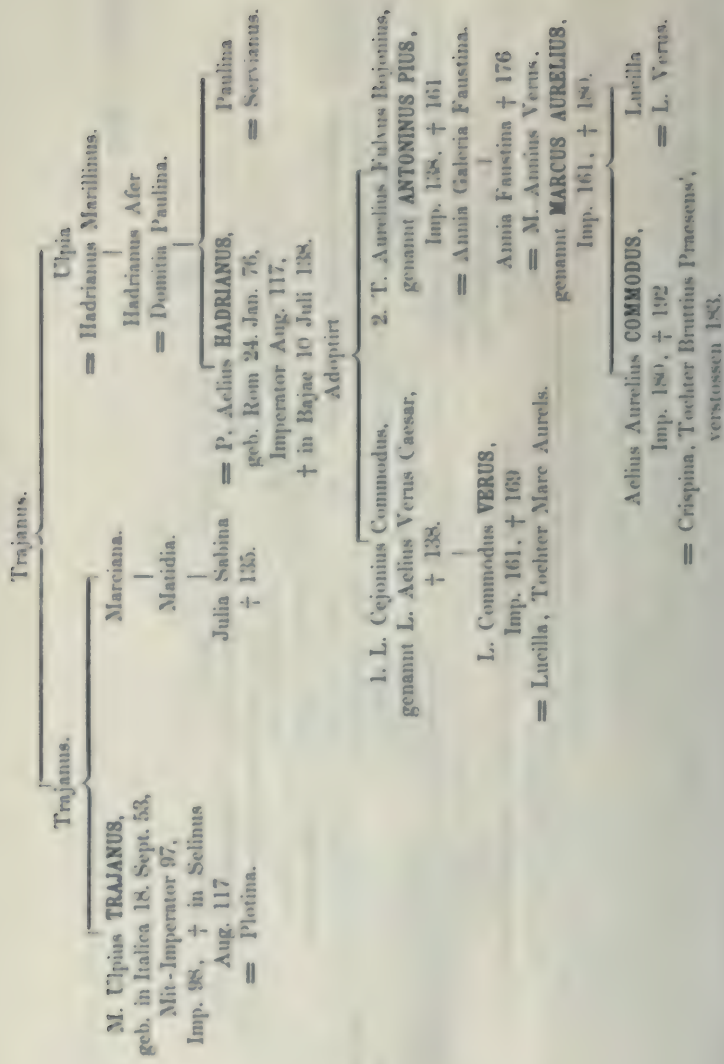 Trajanus.
Trajanus.
Ulpia
= Hadrianus Marillinus.
Hadrianus Afer
= Domitia Paulina.
M. Ulpius TRAJANUS,
geb. in Italica 18. Sept. 53,
Mit-Imperator 97,
Imp. 98, † in Selinus
Aug. 117
= Plotina.
Marciana.
Matidia.
Julia Sabina
† 135.
= P. Aelius HADRIANUS,
geb. Rom 24. Jan. 76,
Imperator Aug. 117,
† in Bajae 10 Juli 138.
Adoptirt
Paulina
= Servianus.
1. L. Cejonius Commodus,
genannt L. Aelius Verus Caesar,
† 138.
L. Commodus VERUS,
Imp. 161, † 169
= Lucilla, Tochter Marc Aurels.
2. T. Aurelius Fulvus Bojonius,
genannt ANTONINUS PIUS,
Imp. 138, † 161
= Annia Galeria Faustina.
Annia Faustina † 176
= M. Annius Verus,
genannt MARCUS AURELIUS,
Imp. 161, † 180.
Aelius Aurelius COMMODUS,
Imp. 180, † 192
= Crispina, Tochter Bruttius Praesens',
verstossen 183.
Lucilla
= L. Verus.